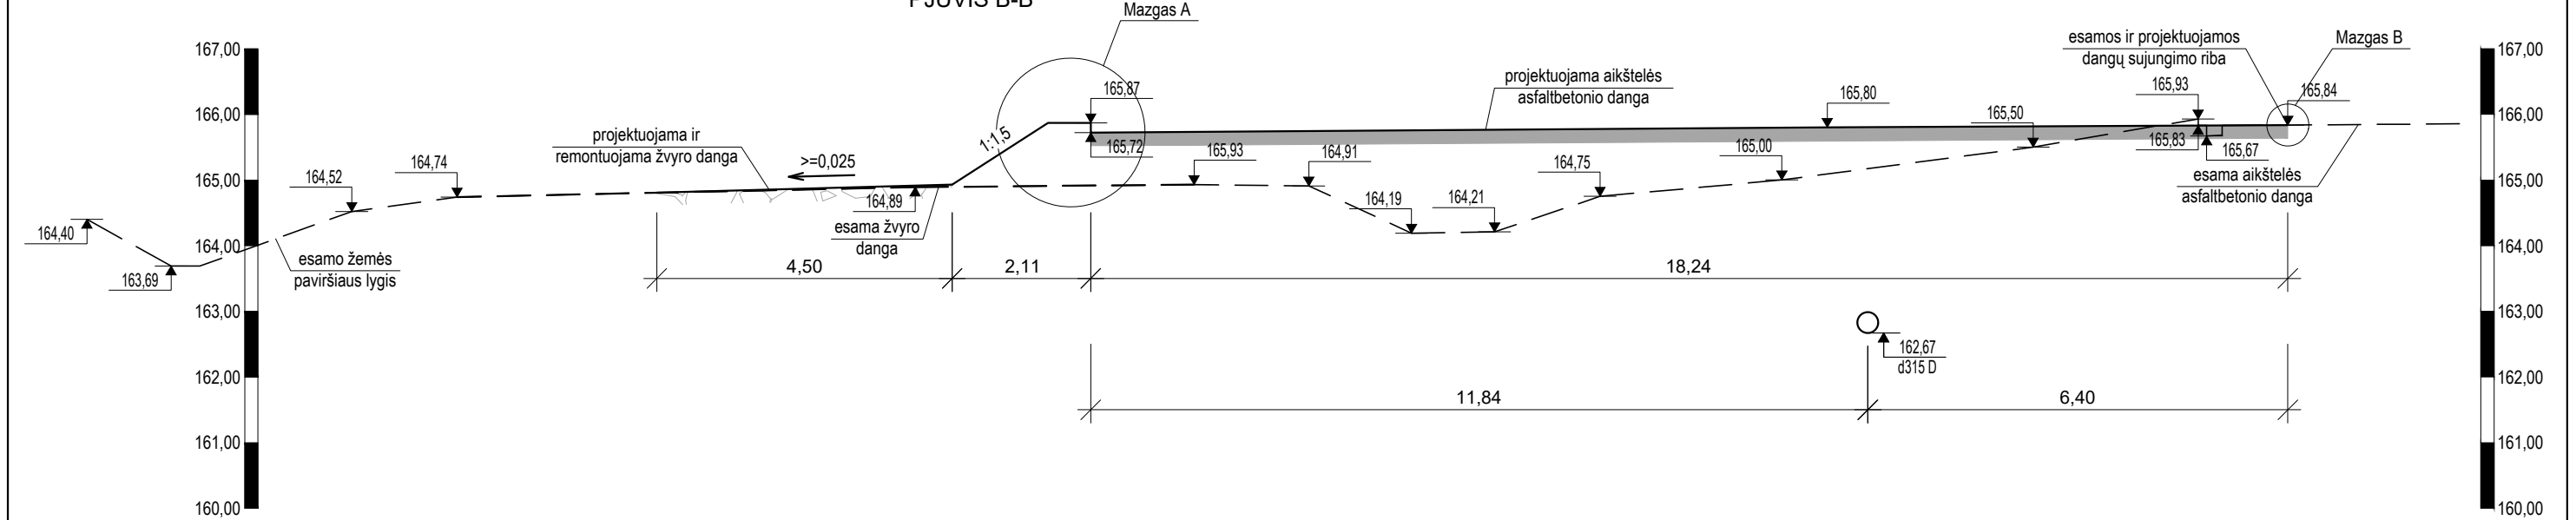 PJŪVIS B-B
Mazgas A
esamos ir projektuojamos
dangų sujungimo riba
Mazgas B
167,00
167,00
projektuojama aikštelės
asfaltbetonio danga
165,87
165,80
165,93
165,84
165,50
166,00
166,00
projektuojama ir
remontuojama žvyro danga
1:1,5
>=0,025
165,72
165,93
164,91
165,00
165,83
165,67
164,74
164,75
esama aikštelės
asfaltbetonio danga
165,00
165,00
164,52
164,89
164,19
164,21
164,40
esama žvyro
danga
164,00
164,00
esamo žemės
paviršiaus lygis
163,69
4,50
2,11
18,24
163,00
163,00
162,67
d315 D
162,00
162,00
11,84
6,40
161,00
161,00
160,00
160,00